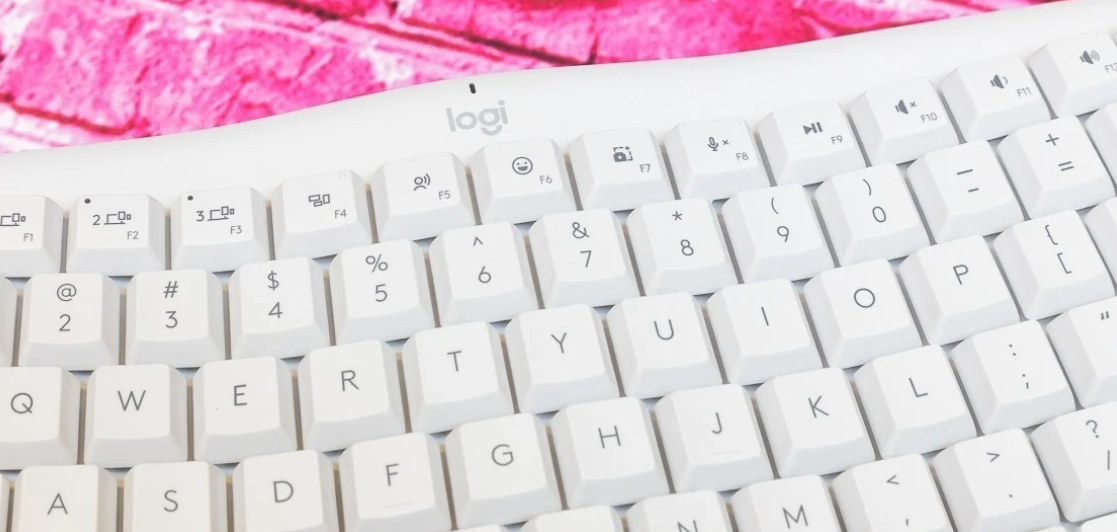 logi
F1 2 F2 3 F3 F4 F5 F6 F7 F8 F9 F10 F11 F12
@ 2 # 3 $ 4 % 5 ^ 6 & 7 * 8 ( 9 ) 0 _ - + =
Q W E R T Y U I O P { [
A S D F G H J K L : ; "
N M < , > . ? /